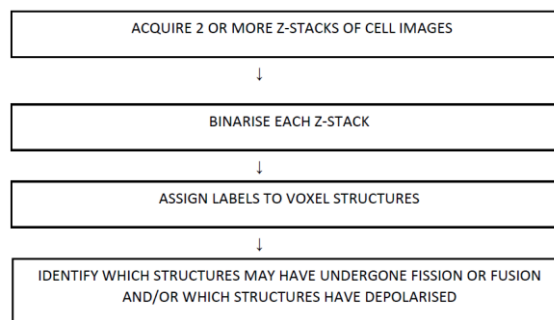 ACQUIRE 2 OR MORE Z-STACKS OF CELL IMAGES
↓
BINARISE EACH Z-STACK
↓
ASSIGN LABELS TO VOXEL STRUCTURES
↓
IDENTIFY WHICH STRUCTURES MAY HAVE UNDERGONE FISSION OR FUSION
AND/OR WHICH STRUCTURES HAVE DEPOLARISED